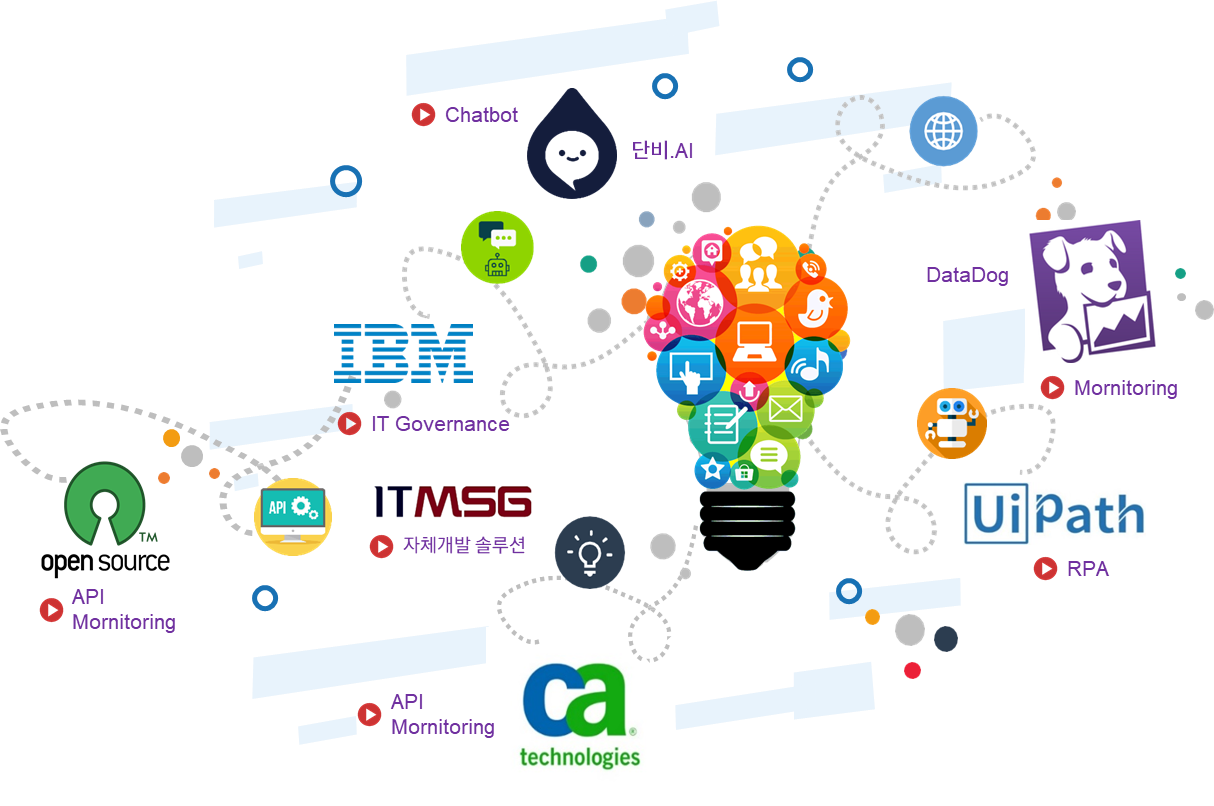 Chatbot
단비.AI
DataDog
Mornitoring
IBM
IT Governance
ITMSG
자체개발 솔루션
API
open source
TM
API
Mornitoring
UiPath
RPA
API
Mornitoring
ca
®
technologies